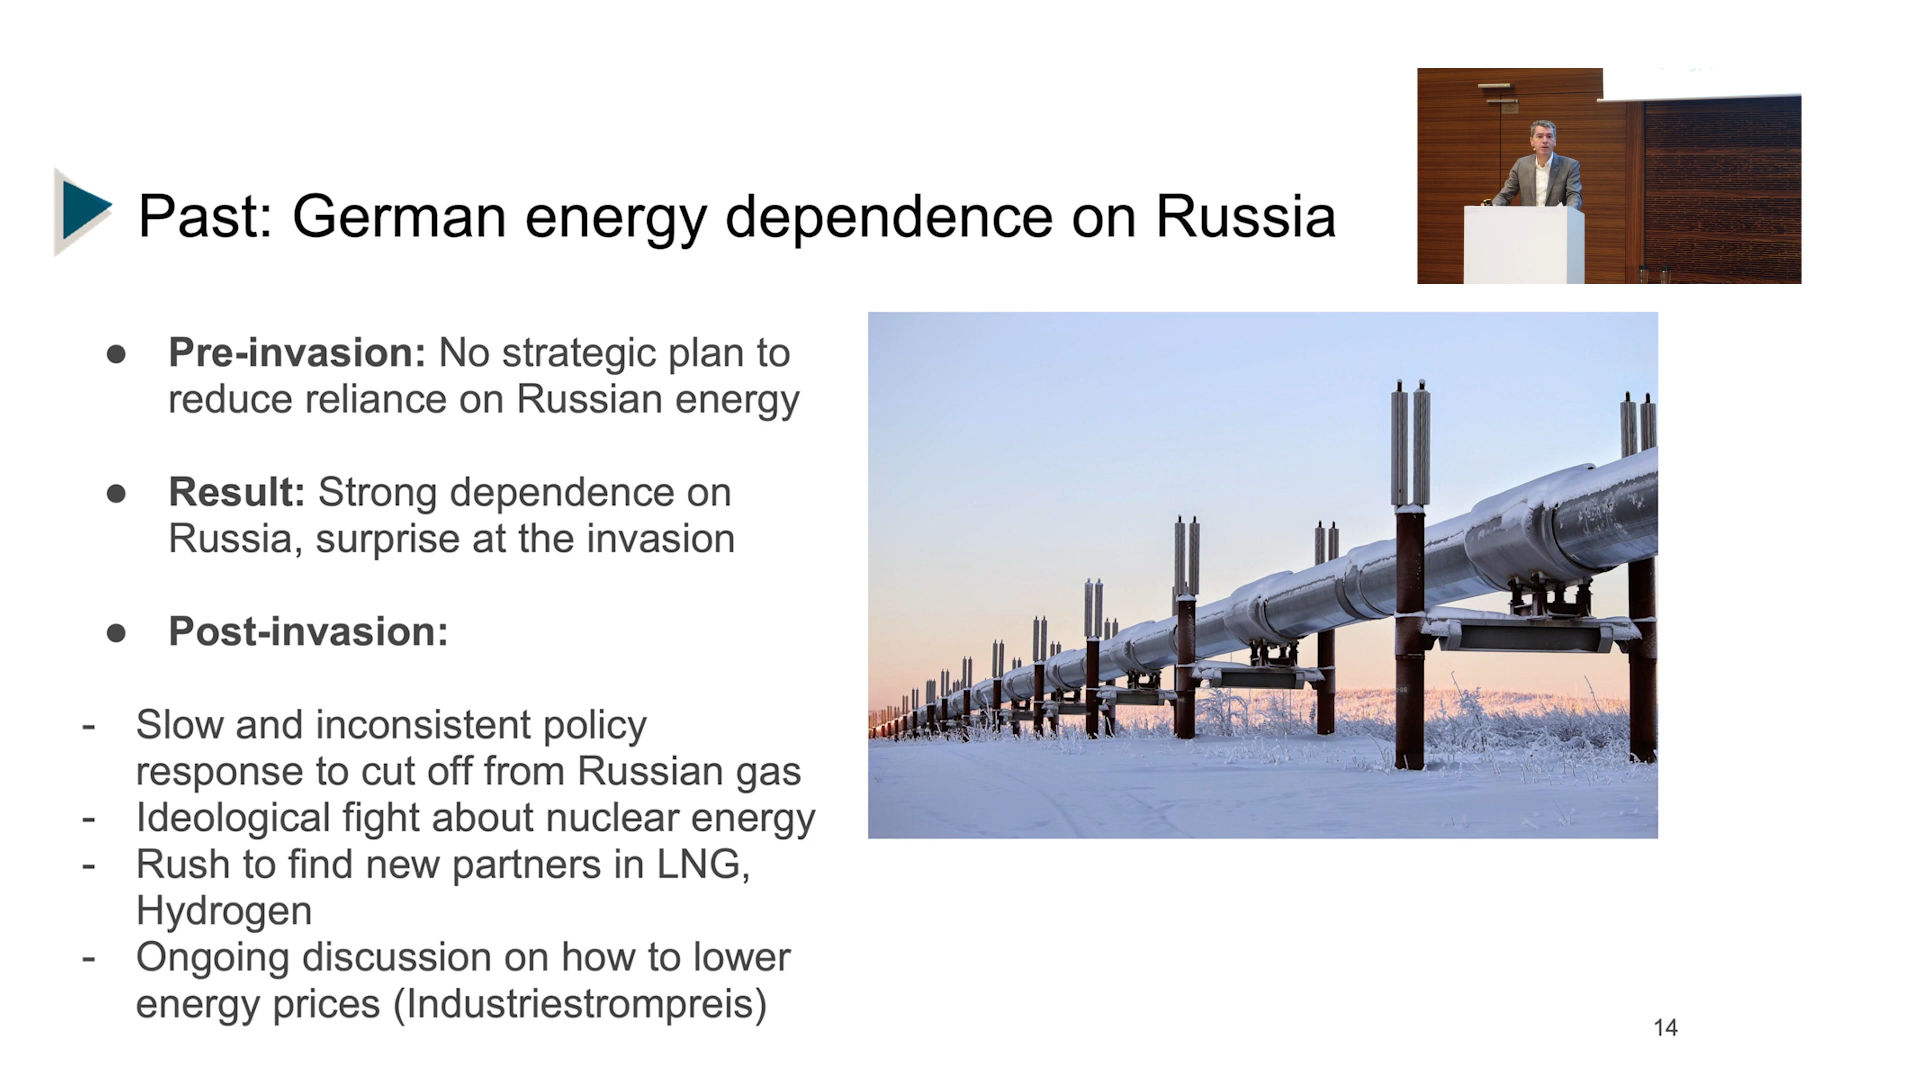 Past: German energy dependence on Russia
● Pre-invasion: No strategic plan to
reduce reliance on Russian energy
● Result: Strong dependence on
Russia, surprise at the invasion
● Post-invasion:
- Slow and inconsistent policy
response to cut off from Russian gas
- Ideological fight about nuclear energy
- Rush to find new partners in LNG,
Hydrogen
- Ongoing discussion on how to lower
energy prices (Industriestrompreis)
14